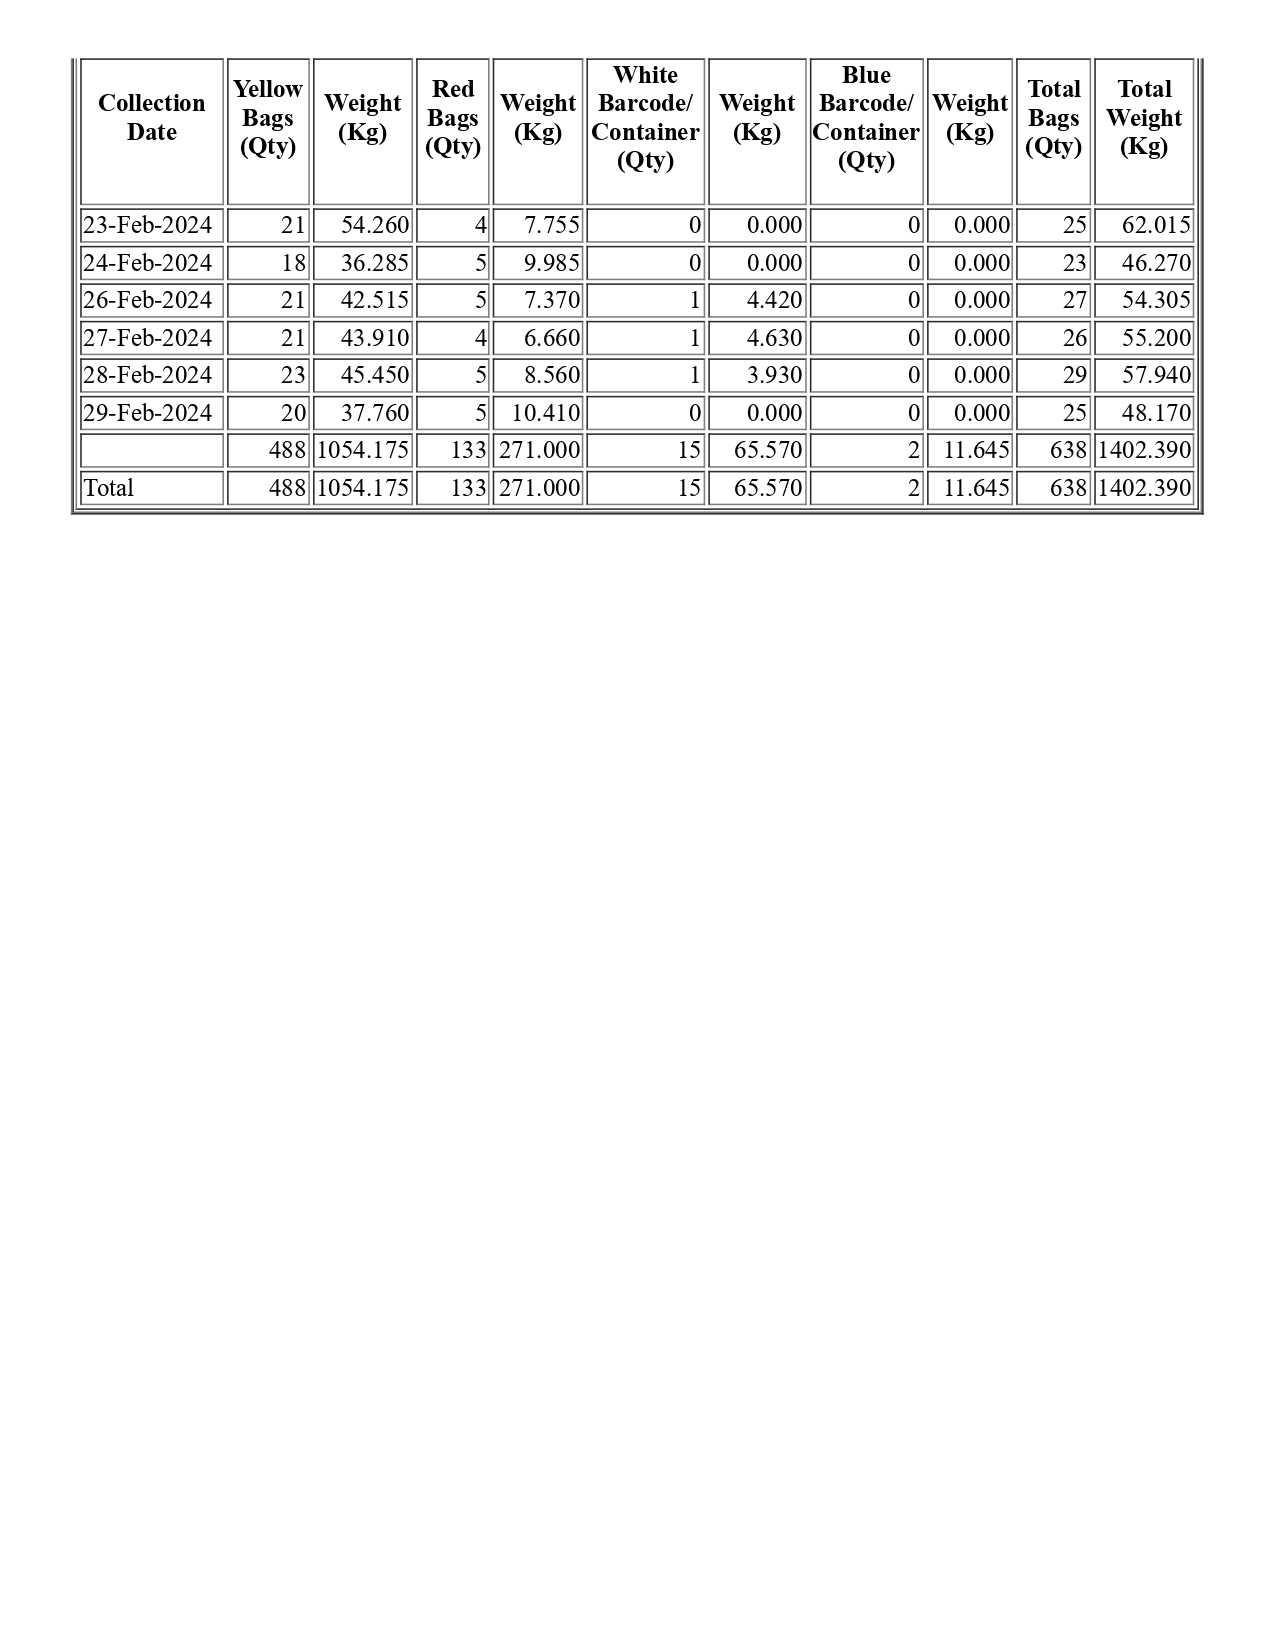 Collection Date | Yellow Bags (Qty) | Weight (Kg) | Red Bags (Qty) | Weight (Kg) | White Barcode/ Container (Qty) | Weight (Kg) | Blue Barcode/ Container (Qty) | Weight (Kg) | Total Bags (Qty) | Total Weight (Kg)
23-Feb-2024 | 21 | 54.260 | 4 | 7.755 | 0 | 0.000 | 0 | 0.000 | 25 | 62.015
24-Feb-2024 | 18 | 36.285 | 5 | 9.985 | 0 | 0.000 | 0 | 0.000 | 23 | 46.270
26-Feb-2024 | 21 | 42.515 | 5 | 7.370 | 1 | 4.420 | 0 | 0.000 | 27 | 54.305
27-Feb-2024 | 21 | 43.910 | 4 | 6.660 | 1 | 4.630 | 0 | 0.000 | 26 | 55.200
28-Feb-2024 | 23 | 45.450 | 5 | 8.560 | 1 | 3.930 | 0 | 0.000 | 29 | 57.940
29-Feb-2024 | 20 | 37.760 | 5 | 10.410 | 0 | 0.000 | 0 | 0.000 | 25 | 48.170
 | 488 | 1054.175 | 133 | 271.000 | 15 | 65.570 | 2 | 11.645 | 638 | 1402.390
Total | 488 | 1054.175 | 133 | 271.000 | 15 | 65.570 | 2 | 11.645 | 638 | 1402.390